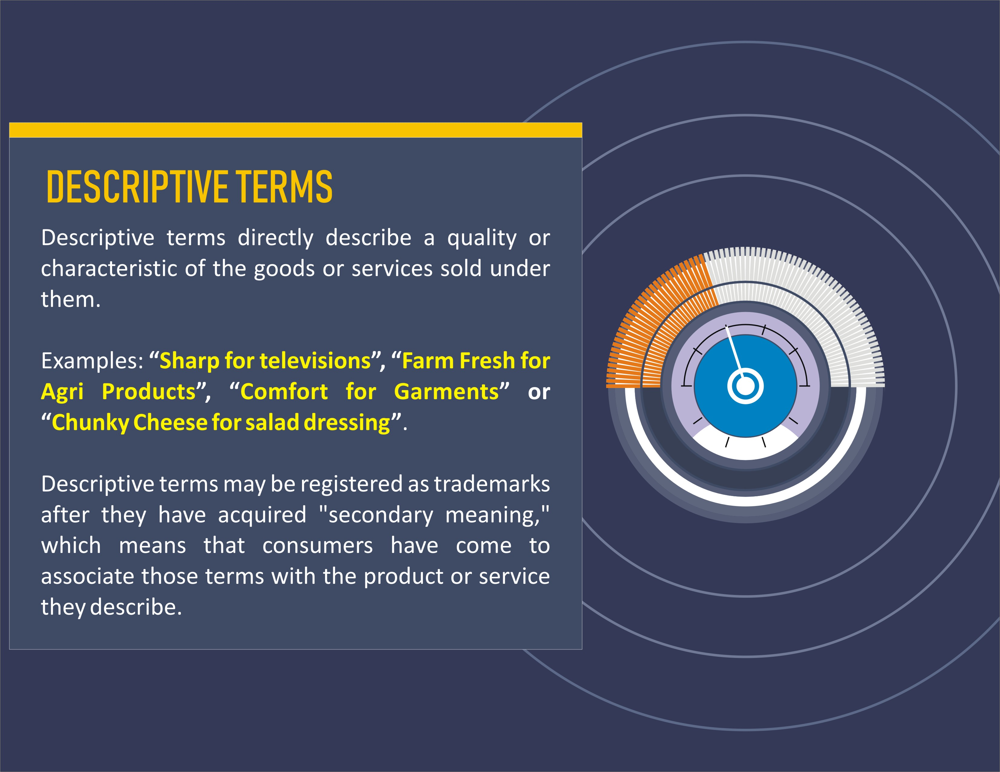 DESCRIPTIVE TERMS
Descriptive terms directly describe a quality or
characteristic of the goods or services sold under
them.
Examples: “Sharp for televisions”, “Farm Fresh for
Agri Products”, “Comfort for Garments” or
“Chunky Cheese for salad dressing”.
Descriptive terms may be registered as trademarks
after they have acquired "secondary meaning,"
which means that consumers have come to
associate those terms with the product or service
they describe.